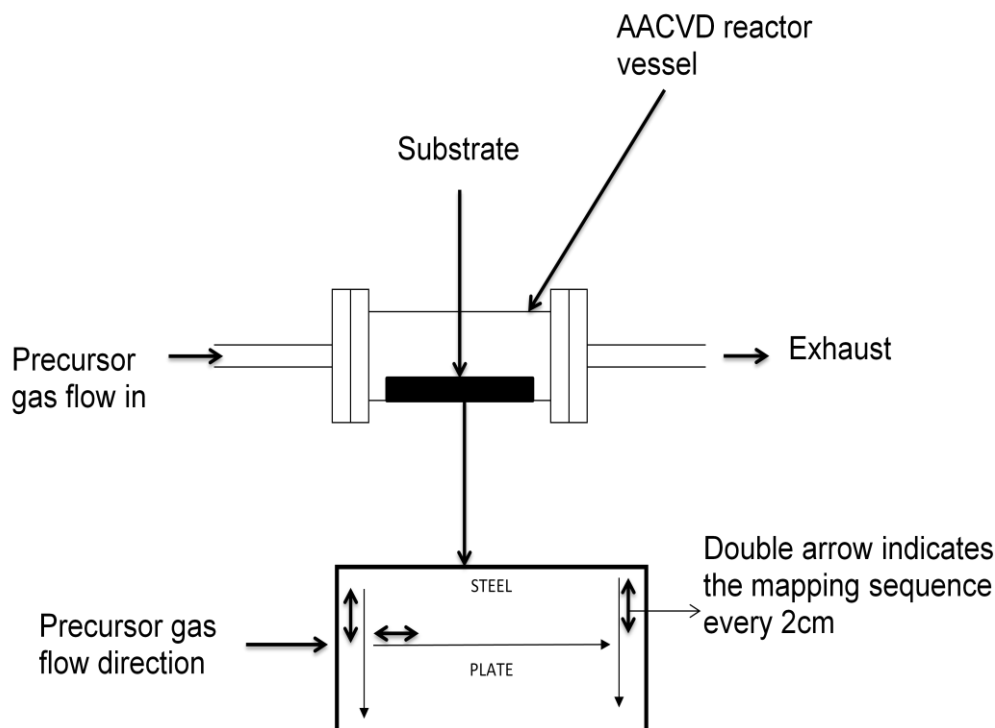 AACVD reactor
vessel
Substrate
Precursor
gas flow in
Exhaust
STEEL
PLATE
Double arrow indicates
the mapping sequence
every 2cm
Precursor gas
flow direction